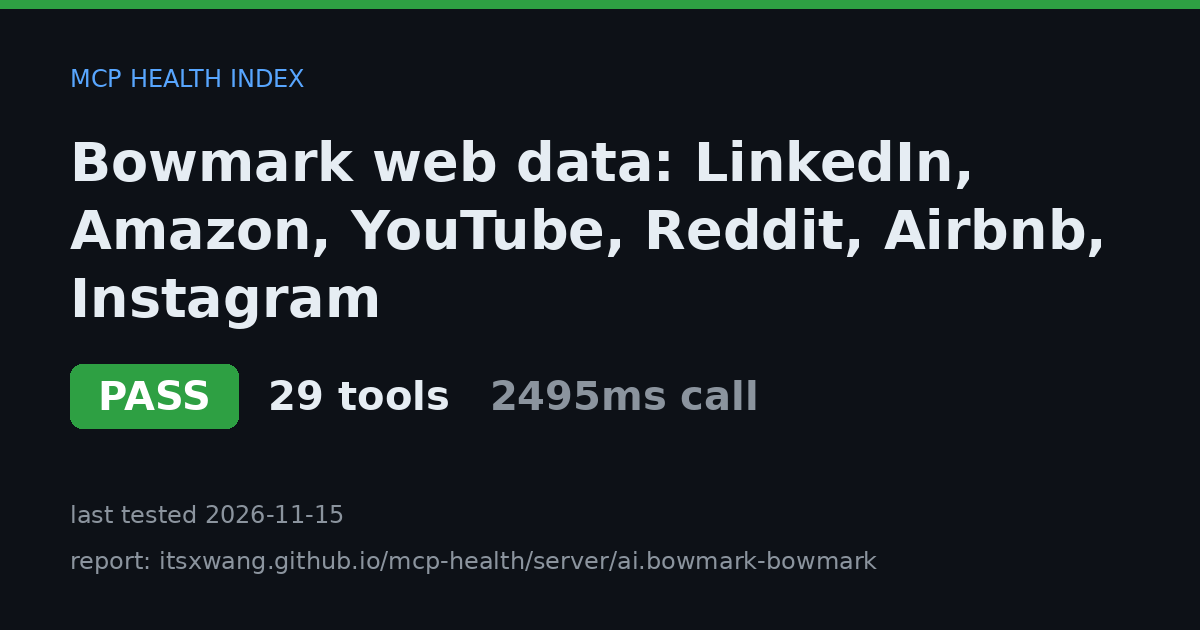 MCP HEALTH INDEX
Bowmark web data: LinkedIn,
Amazon, YouTube, Reddit, Airbnb,
Instagram
PASS 29 tools 2495ms call
last tested 2026-11-15
report: itsxwang.github.io/mcp-health/server/ai.bowmark-bowmark